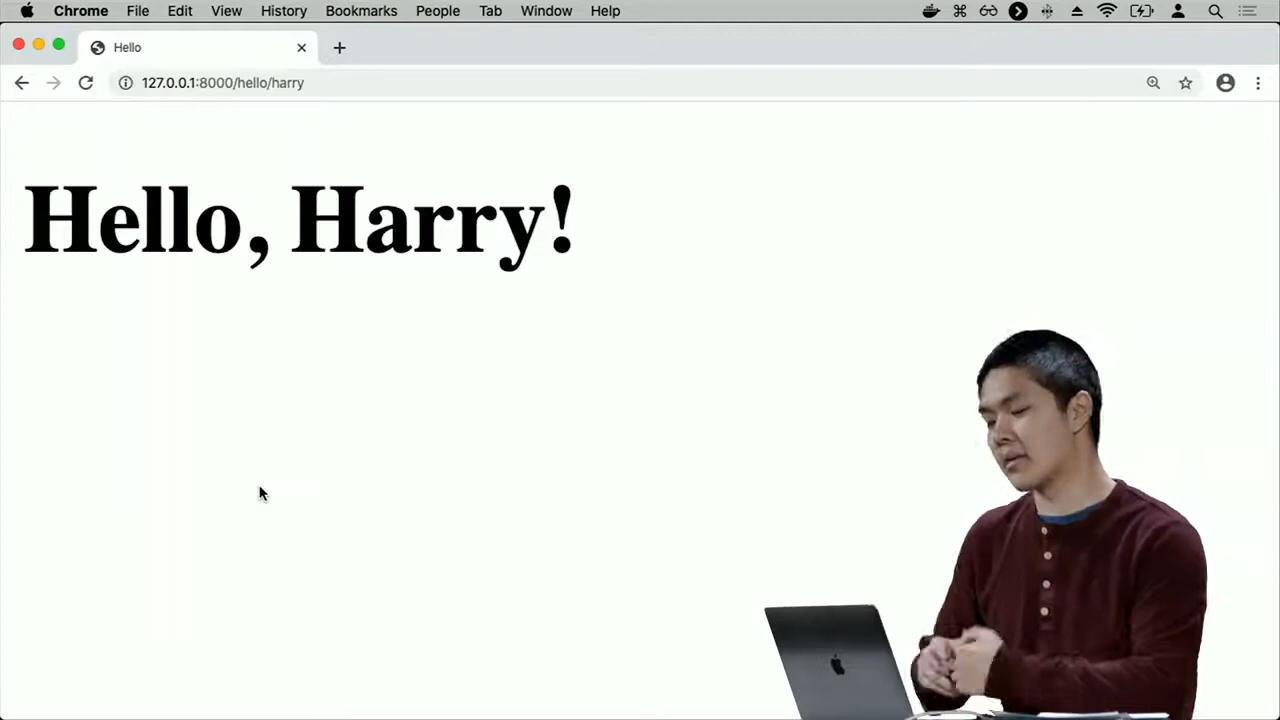 Chrome File Edit View History Bookmarks People Tab Window Help
Hello
127.0.0.1:8000/hello/harry
Hello, Harry!